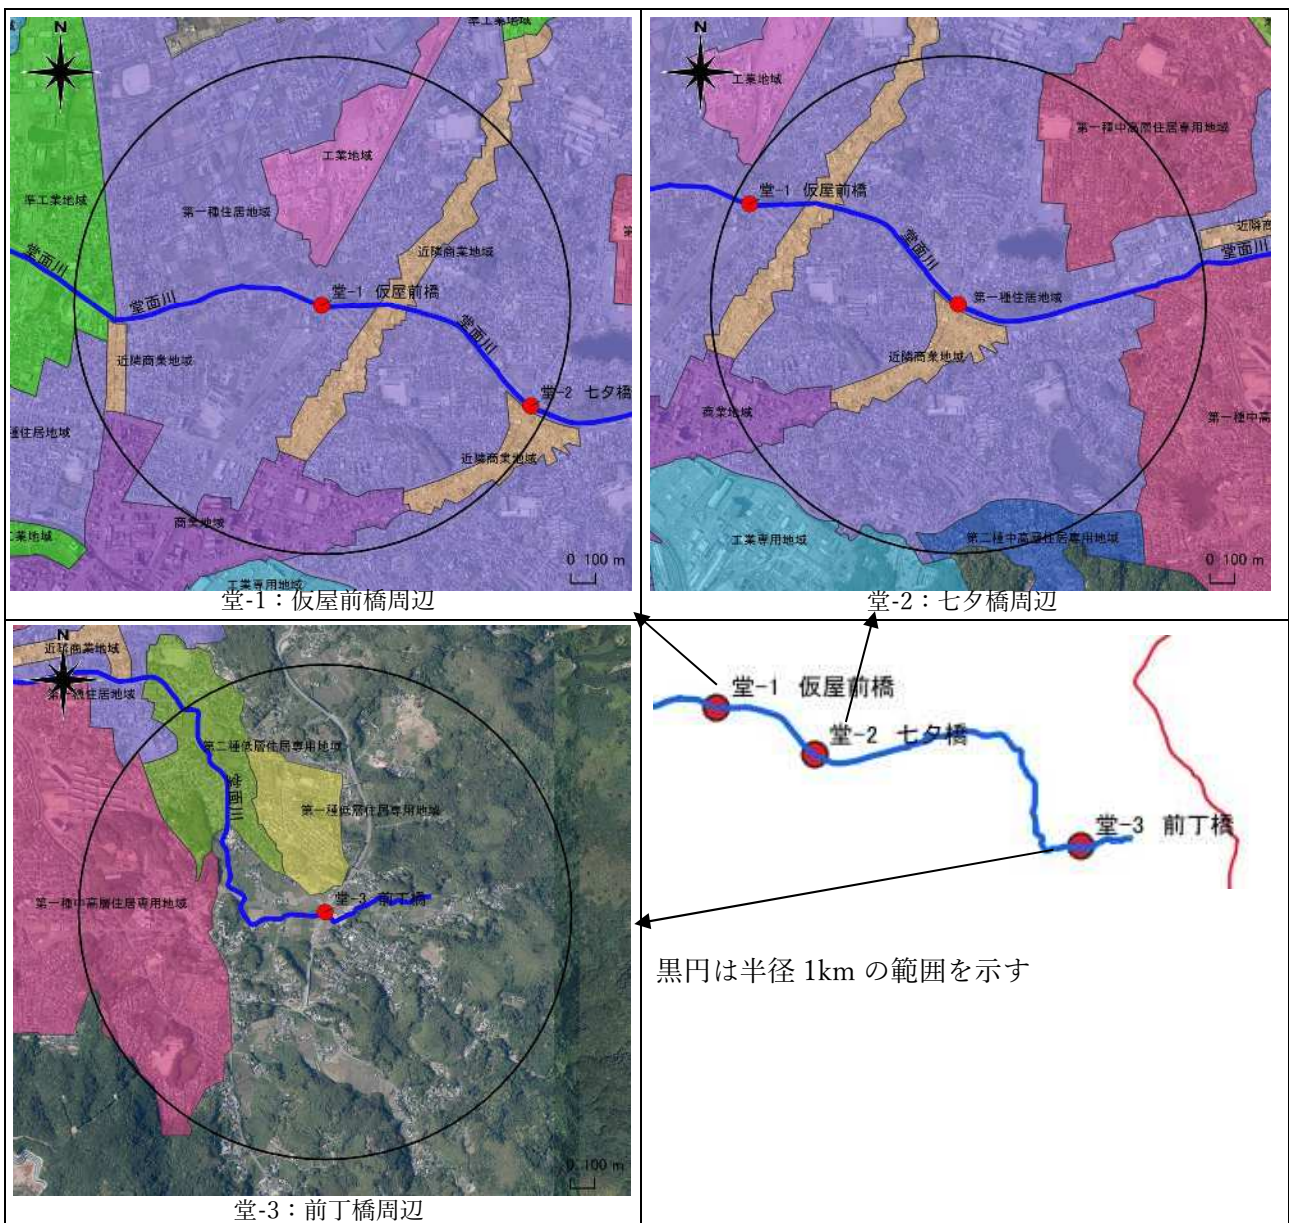 N
準工業地域
準工業地域
工業地域
第一種住居地域
近隣商業地域
堂面川
堂面川
堂-1 仮屋前橋
堂面川
近隣商業地域
堂-2 七夕橋
種住居地域
近隣商業地域
商業地域
工業地域
工業専用地域
0 100 m
堂-1：仮屋前橋周辺
N
工業地域
第一種中高層住居専用地域
堂-1 仮屋前橋
近隣商
堂面川
堂面川
第一種住居地域
近隣商業地域
商業地域
第一種中高
工業専用地域
第二種中高層住居専用地域
0 100 m
堂-2：七夕橋周辺
N
近隣商業地域
第一種住居地域
第二種低層住居専用地域
堂面川
第一種低層住居専用地域
第一種中高層住居専用地域
堂-3 前丁橋
0 100 m
堂-3：前丁橋周辺
堂-1 仮屋前橋
堂-2 七夕橋
堂-3 前丁橋
黒円は半径 1km の範囲を示す